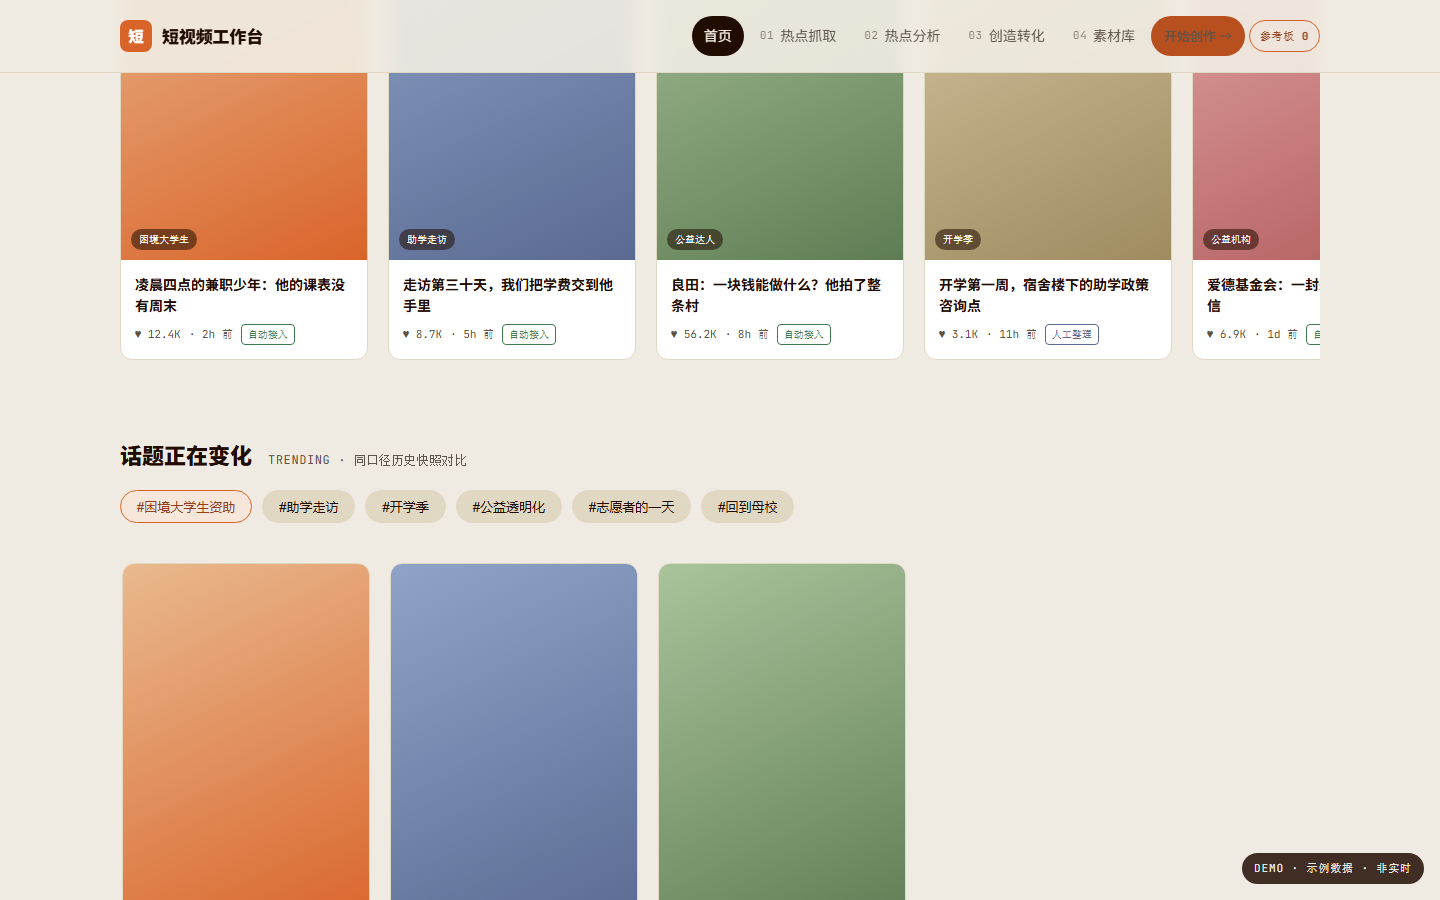 短 短视频工作台
首页 01 热点抓取 02 热点分析 03 创造转化 04 素材库 开始创作 → 参考板 0
困境大学生
凌晨四点的兼职少年：他的课表没
有周末
♥ 12.4K · 2h 前 自动接入
助学走访
走访第三十天，我们把学费交到他
手里
♥ 8.7K · 5h 前 自动接入
公益达人
良田：一块钱能做什么？他拍了整
条村
♥ 56.2K · 8h 前 自动接入
开学季
开学第一周，宿舍楼下的助学政策
咨询点
♥ 3.1K · 11h 前 人工整理
公益机构
爱德基金会：一封
信
♥ 6.9K · 1d 前
话题正在变化 TRENDING · 同口径历史快照对比
#困境大学生资助 #助学走访 #开学季 #公益透明化 #志愿者的一天 #回到母校
DEMO · 示例数据 · 非实时